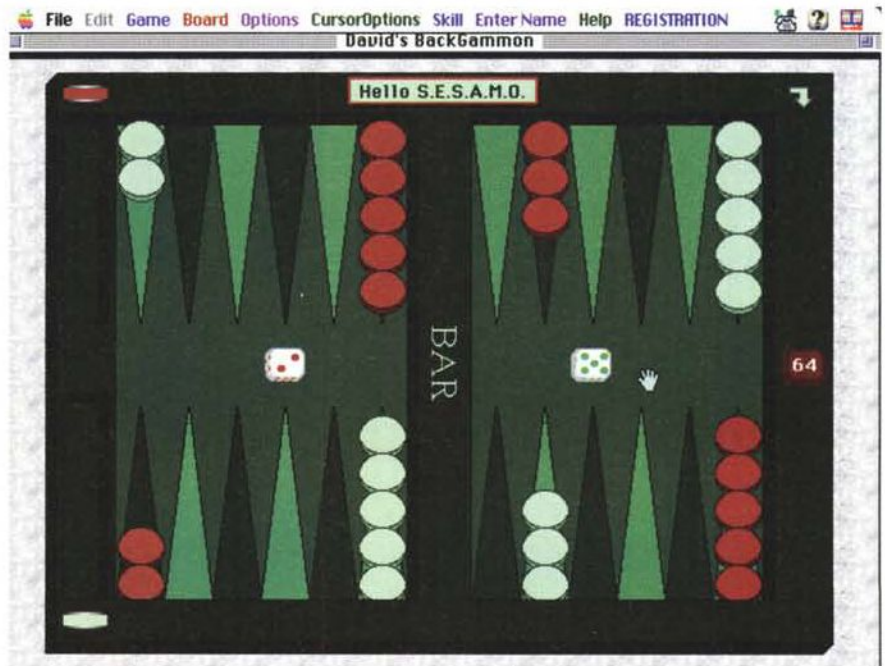 File Edit Game Board Options CursorOptions Skill Enter Name Help REGISTRATION
David's BackGammon
Hello S.E.S.A.M.O.
BAR
64